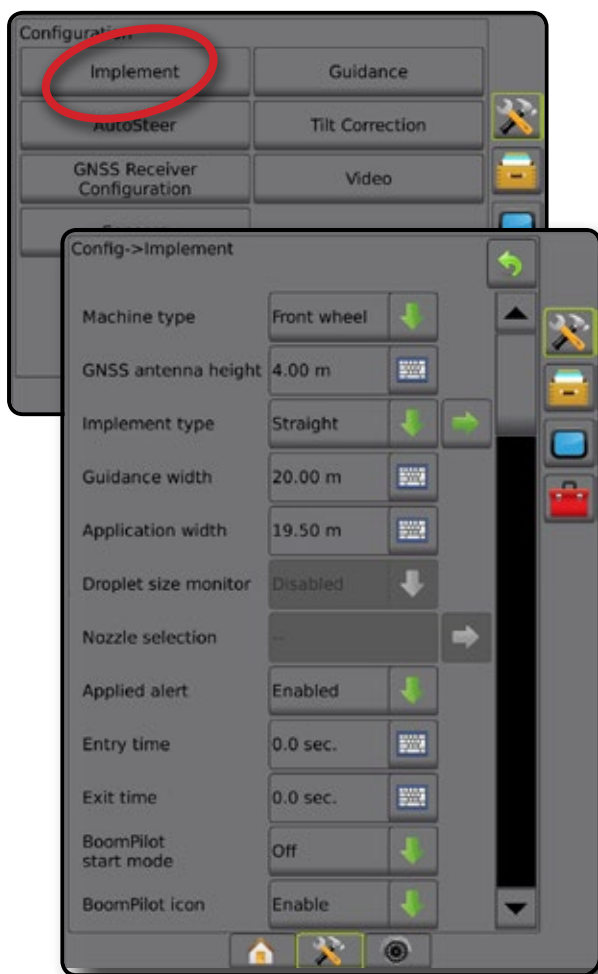 Configuration
Implement
Guidance
AutoSteer
Tilt Correction
GNSS Receiver
Configuration
Video
Config->Implement
Machine type
Front wheel
GNSS antenna height
4.00 m
Implement type
Straight
Guidance width
20.00 m
Application width
19.50 m
Droplet size monitor
Disabled
Nozzle selection
--
Applied alert
Enabled
Entry time
0.0 sec.
Exit time
0.0 sec.
BoomPilot
start mode
Off
BoomPilot icon
Enable